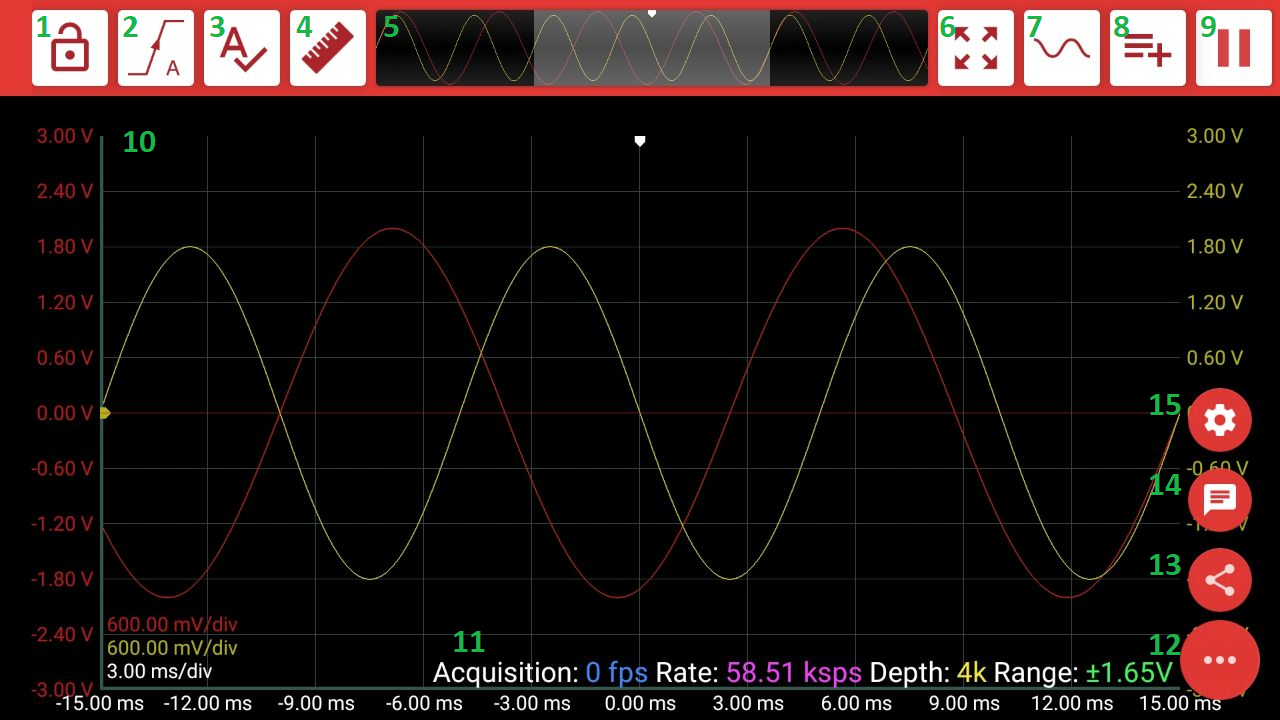 1 2 3 4 5 6 7 8 9
A A
10
3.00 V 3.00 V
2.40 V 2.40 V
1.80 V 1.80 V
1.20 V 1.20 V
0.60 V 0.60 V
0.00 V 15
-0.60 V -0.60 V
14
-1.20 V
13
-1.80 V
600.00 mV/div
-2.40 V 11 12
600.00 mV/div
3.00 ms/div Acquisition: 0 fps Rate: 58.51 ksps Depth: 4k Range: ±1.65V
-3.00 V
-15.00 ms -12.00 ms -9.00 ms -6.00 ms -3.00 ms 0.00 ms 3.00 ms 6.00 ms 9.00 ms 12.00 ms 15.00 ms